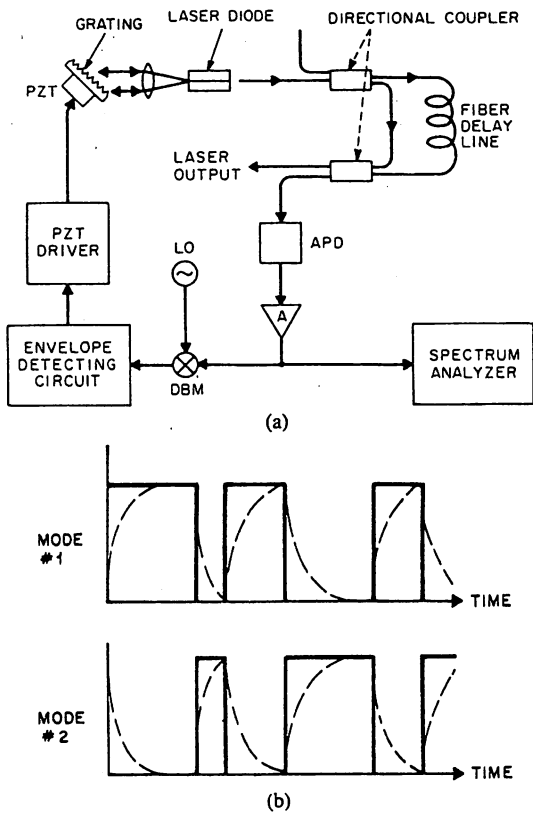 GRATING
LASER DIODE
DIRECTIONAL COUPLER
PZT
FIBER
DELAY
LINE
LASER
OUTPUT
PZT
DRIVER
LO
~
APD
A
ENVELOPE
DETECTING
CIRCUIT
DBM
SPECTRUM
ANALYZER
(a)
MODE
#1
TIME
MODE
#2
TIME
(b)